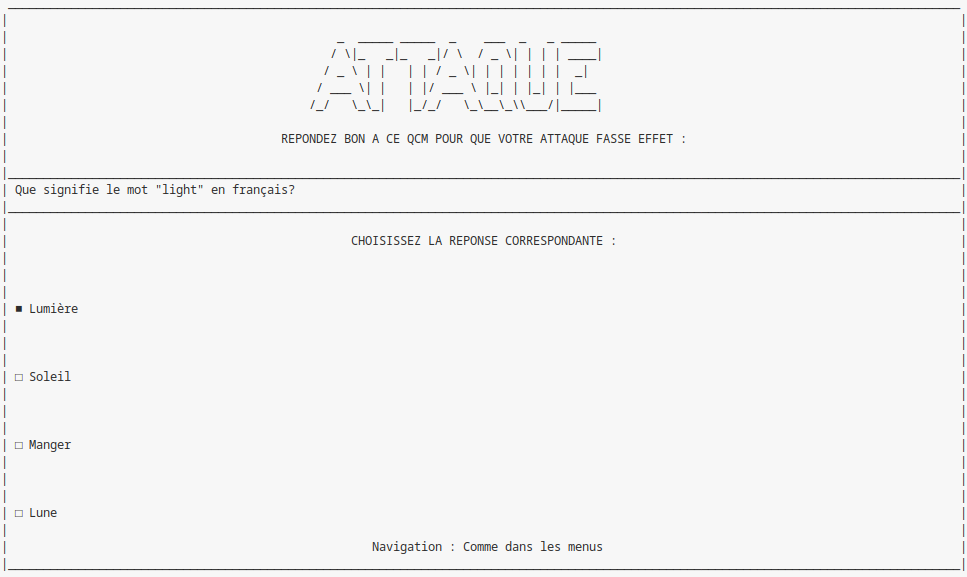 ATTAQUE
REPONDEZ BON A CE QCM POUR QUE VOTRE ATTAQUE FASSE EFFET :
Que signifie le mot "light" en français?
CHOISISSEZ LA REPONSE CORRESPONDANTE :
■ Lumière
□ Soleil
□ Manger
□ Lune
Navigation : Comme dans les menus